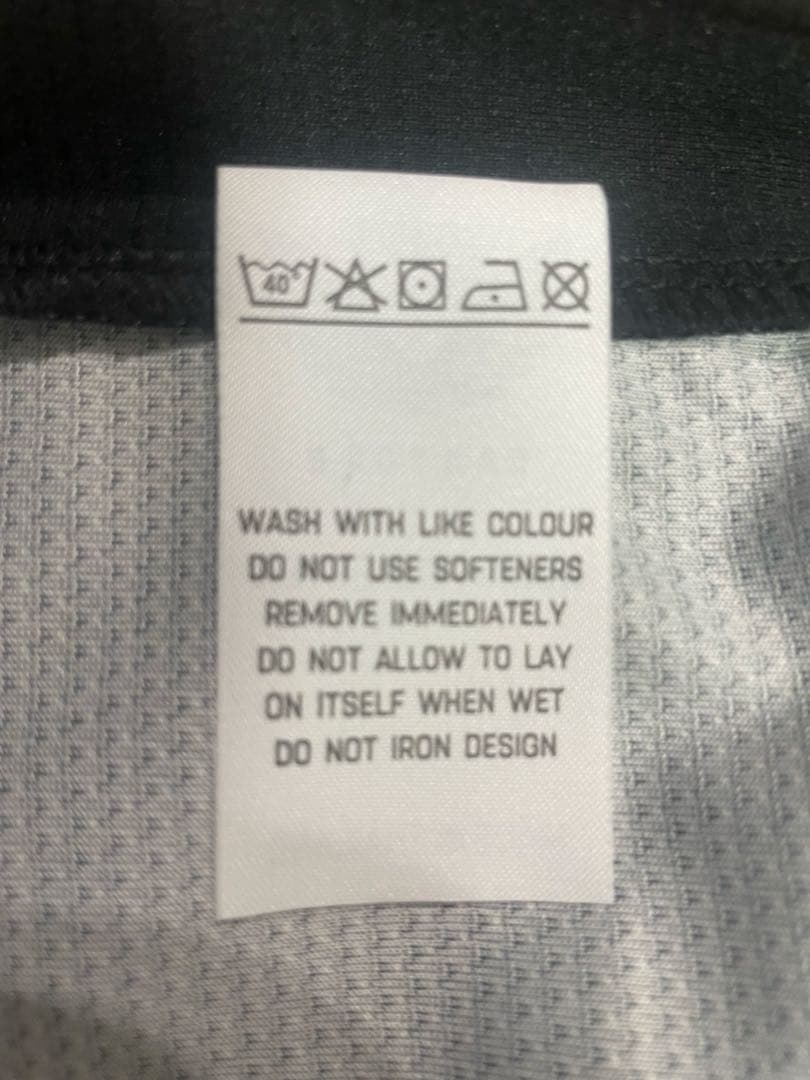 40°
WASH WITH LIKE COLOUR
DO NOT USE SOFTENERS
REMOVE IMMEDIATELY
DO NOT ALLOW TO LAY
ON ITSELF WHEN WET
DO NOT IRON DESIGN